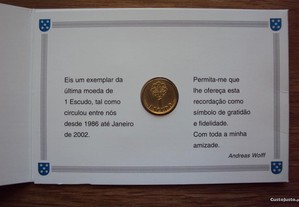 Eis um exemplar da
última moeda de
1 Escudo, tal como
circulou entre nós
desde 1986 até Janeiro
de 2002.
Permita-me que
lhe ofereça esta
recordação como
símbolo de gratidão
e fidelidade.
Com toda a minha
amizade.
Andreas Wolff